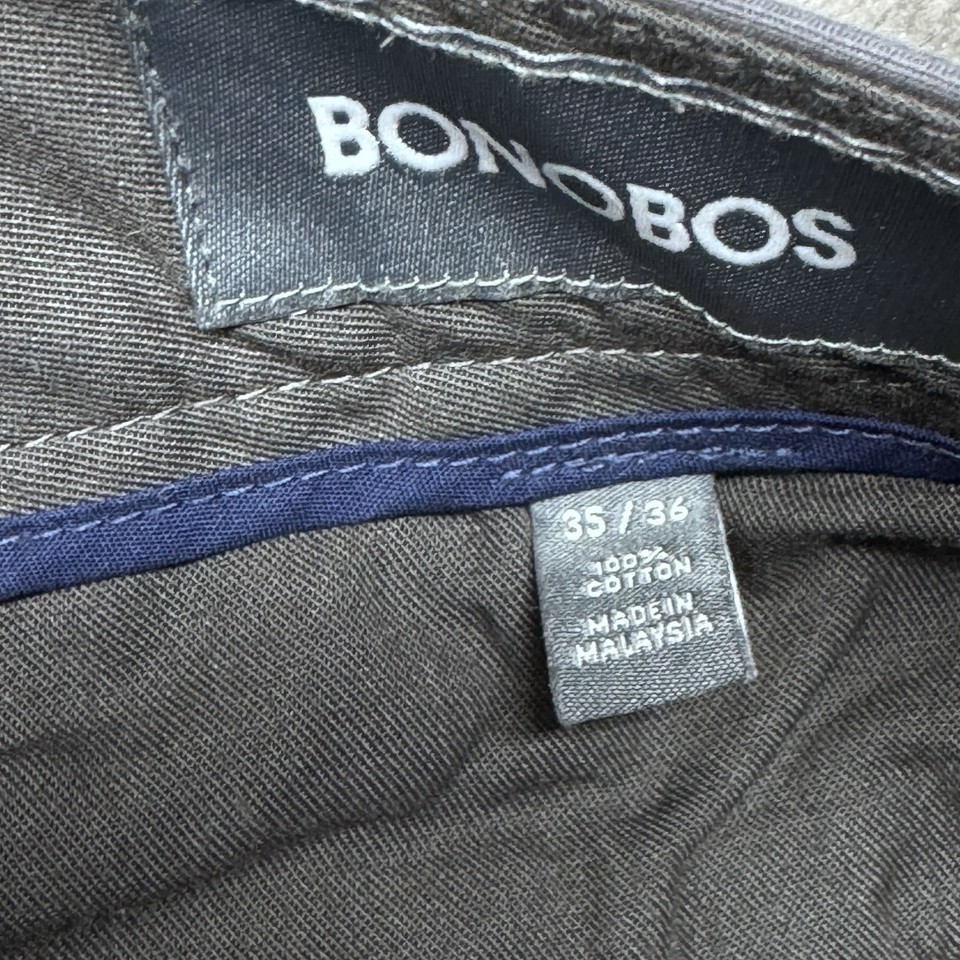 BONOBOS
35 / 36
100%
COTTON
MADE IN
MALAYSIA